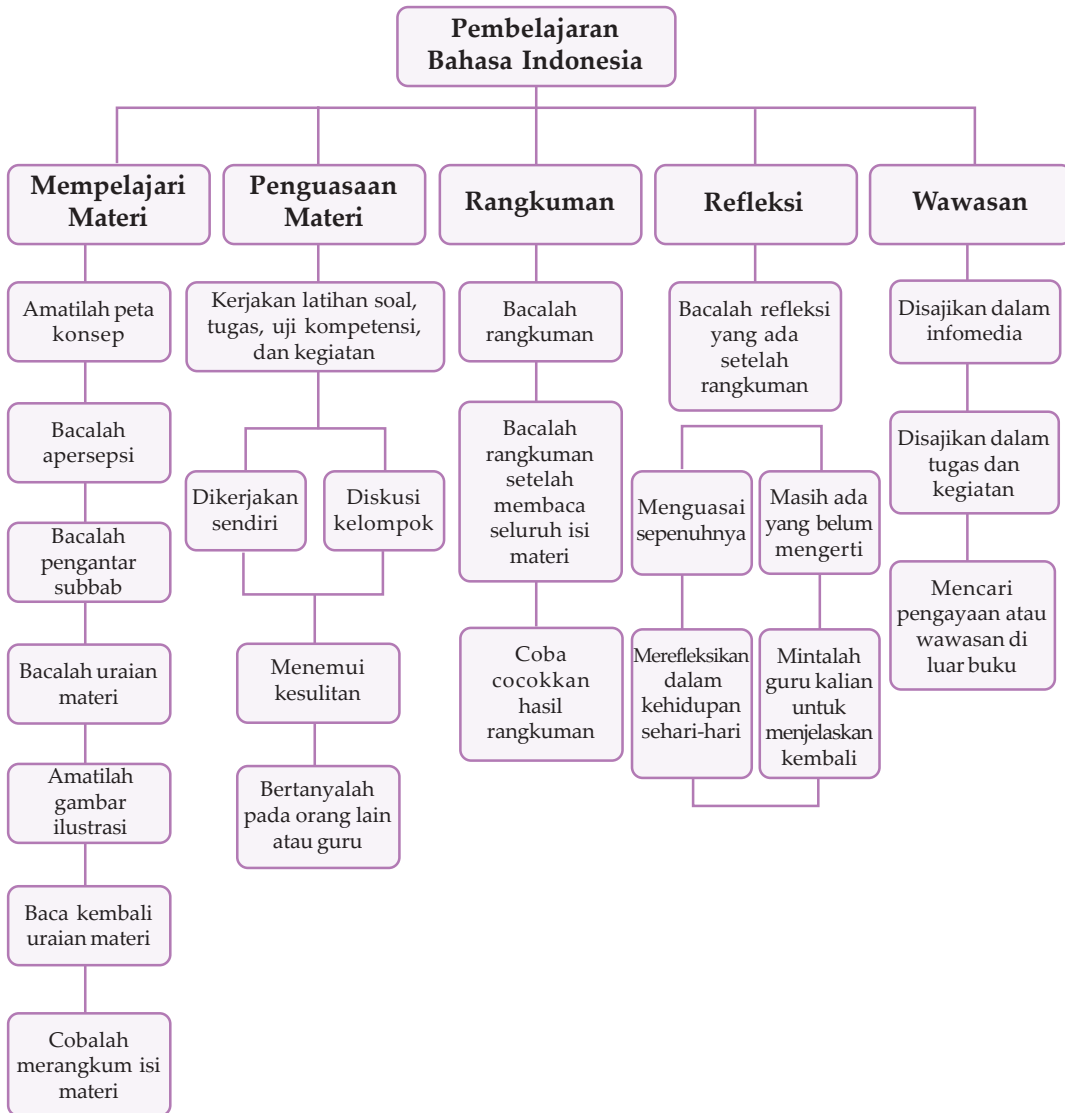 Pembelajaran
Bahasa Indonesia
Mempelajari
Materi
Amatilah peta
konsep
Bacalah
apersepsi
Bacalah
pengantar
subbab
Bacalah uraian
materi
Amatilah
gambar
ilustrasi
Baca kembali
uraian materi
Cobalah
merangkum isi
materi
Penguasaan
Materi
Kerjakan latihan soal,
tugas, uji kompetensi,
dan kegiatan
Dikerjakan
sendiri
Diskusi
kelompok
Menemui
kesulitan
Bertanyalah
pada orang lain
atau guru
Rangkuman
Bacalah
rangkuman
Bacalah
rangkuman
setelah
membaca
seluruh isi
materi
Coba
cocokkan
hasil
rangkuman
Refleksi
Bacalah refleksi
yang ada
setelah
rangkuman
Menguasai
sepenuhnya
Merefleksikan
dalam
kehidupan
sehari-hari
Masih ada
yang belum
mengerti
Mintalah
guru kalian
untuk
menjelaskan
kembali
Wawasan
Disajikan dalam
infomedia
Disajikan dalam
tugas dan
kegiatan
Mencari
pengayaan atau
wawasan di
luar buku